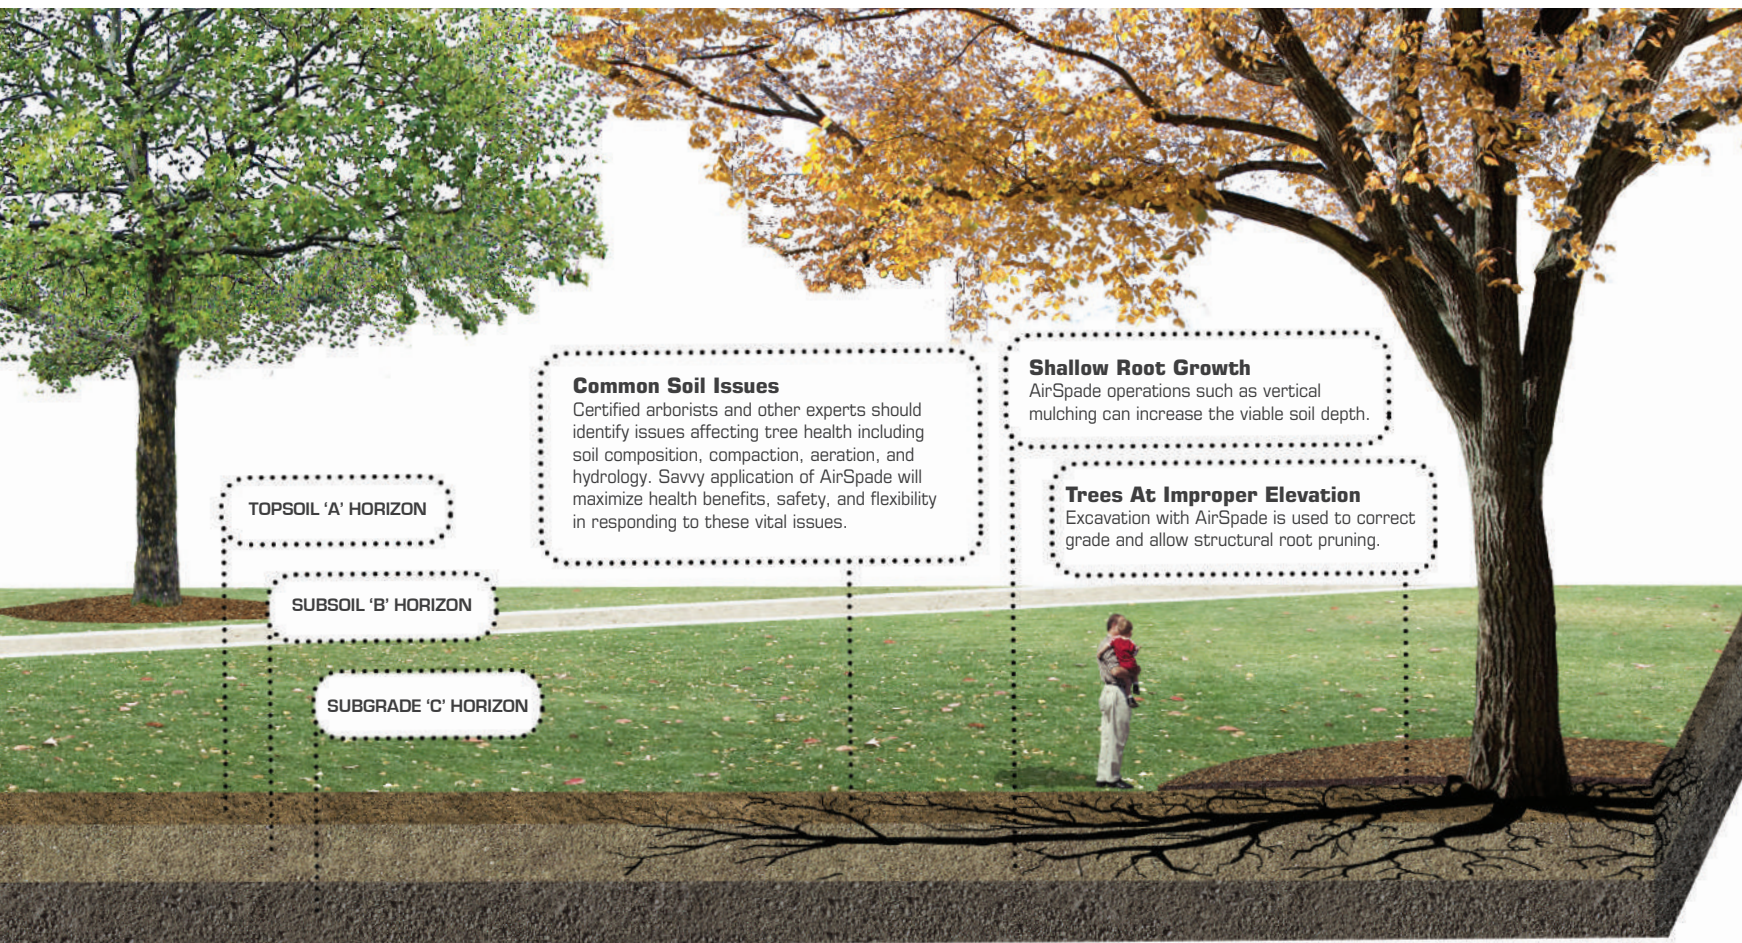 Common Soil Issues
Certified arborists and other experts should
identify issues affecting tree health including
soil composition, compaction, aeration, and
hydrology. Savvy application of AirSpade will
maximize health benefits, safety, and flexibility
in responding to these vital issues.
Shallow Root Growth
AirSpade operations such as vertical
mulching can increase the viable soil depth.
Trees At Improper Elevation
Excavation with AirSpade is used to correct
grade and allow structural root pruning.
TOPSOIL ‘A’ HORIZON
SUBSOIL ‘B’ HORIZON
SUBGRADE ‘C’ HORIZON